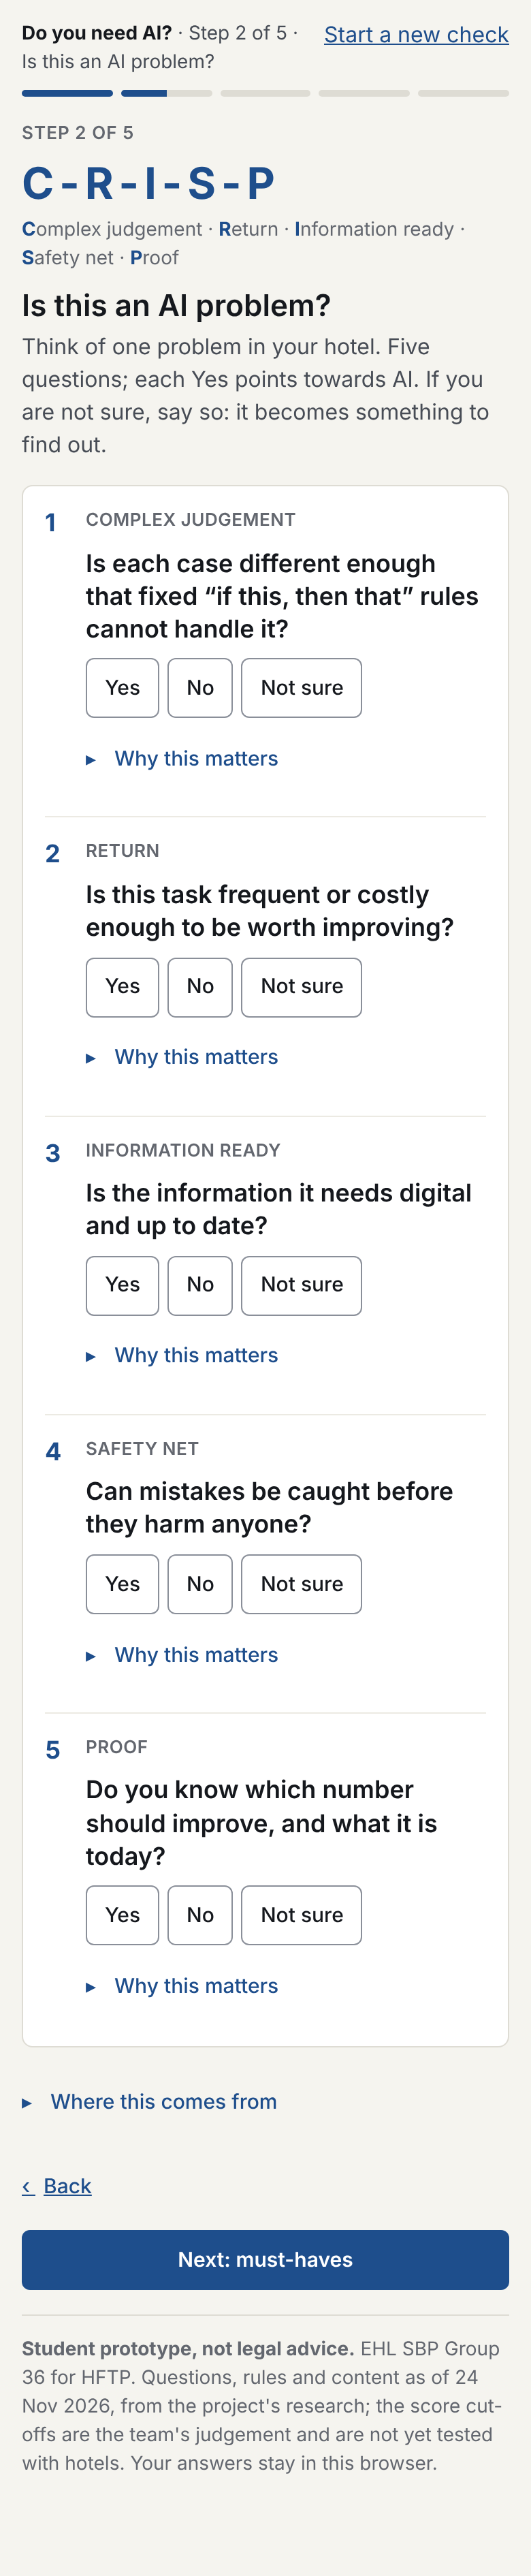 Do you need AI? · Step 2 of 5 ·
Is this an AI problem?
Start a new check
STEP 2 OF 5
C-R-I-S-P
Complex judgement · Return · Information ready ·
Safety net · Proof
Is this an AI problem?
Think of one problem in your hotel. Five
questions; each Yes points towards AI. If you
are not sure, say so: it becomes something to
find out.
1 COMPLEX JUDGEMENT
Is each case different enough
that fixed “if this, then that” rules
cannot handle it?
Yes No Not sure
▸ Why this matters
2 RETURN
Is this task frequent or costly
enough to be worth improving?
Yes No Not sure
▸ Why this matters
3 INFORMATION READY
Is the information it needs digital
and up to date?
Yes No Not sure
▸ Why this matters
4 SAFETY NET
Can mistakes be caught before
they harm anyone?
Yes No Not sure
▸ Why this matters
5 PROOF
Do you know which number
should improve, and what it is
today?
Yes No Not sure
▸ Why this matters
▸ Where this comes from
‹ Back
Next: must-haves
Student prototype, not legal advice. EHL SBP Group
36 for HFTP. Questions, rules and content as of 24
Nov 2026, from the project's research; the score cut-
offs are the team's judgement and are not yet tested
with hotels. Your answers stay in this browser.